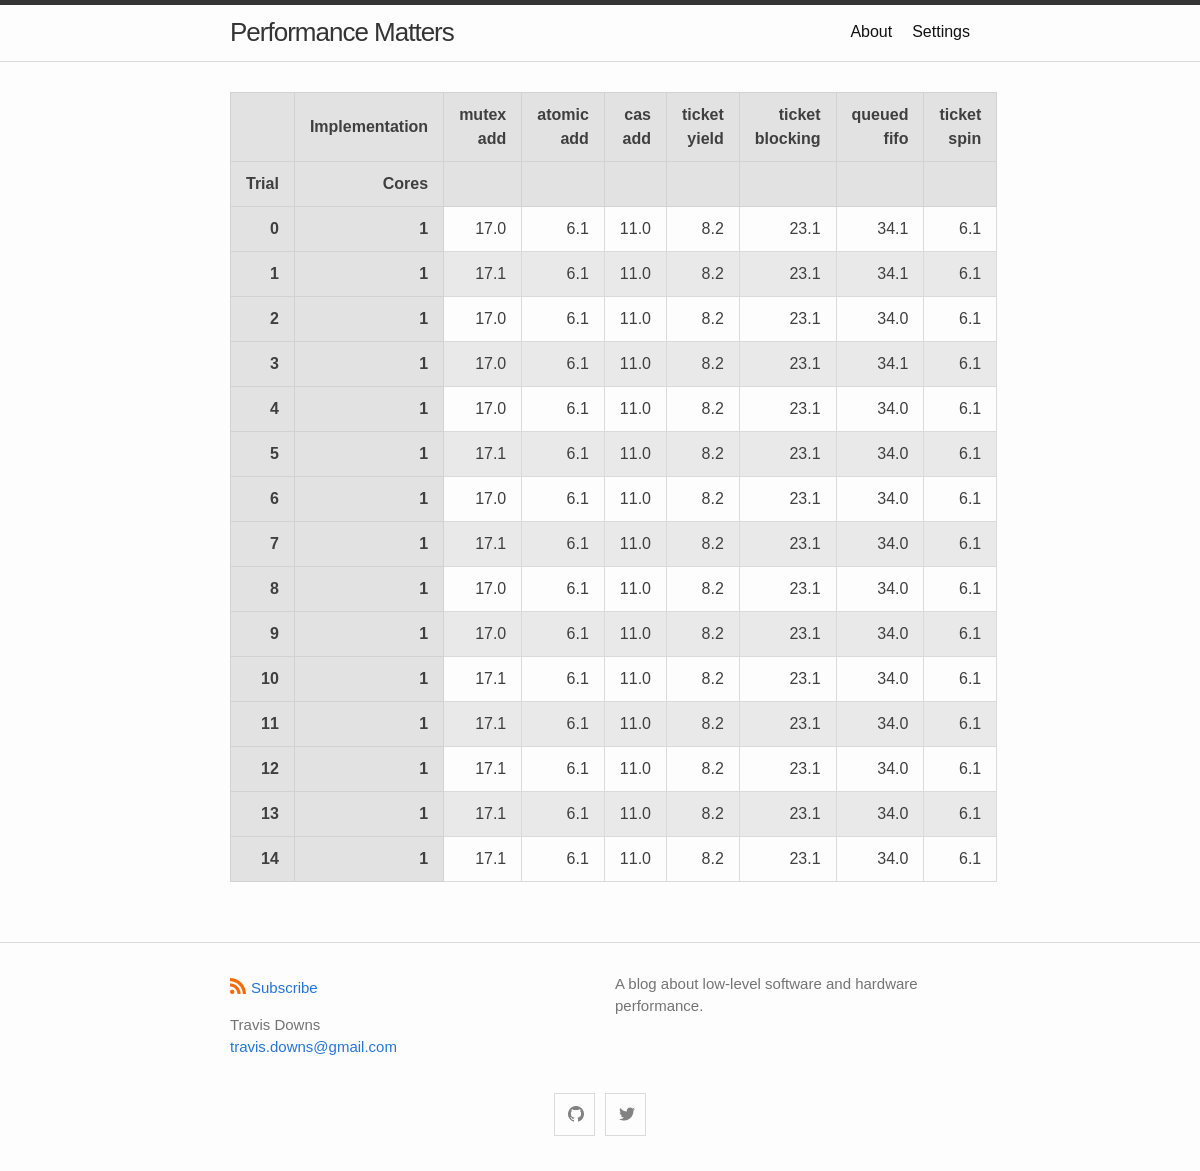 Performance Matters About Settings
Implementation mutex add atomic add cas add ticket yield ticket blocking queued fifo ticket spin
Trial Cores
0 1 17.0 6.1 11.0 8.2 23.1 34.1 6.1
1 1 17.1 6.1 11.0 8.2 23.1 34.1 6.1
2 1 17.0 6.1 11.0 8.2 23.1 34.0 6.1
3 1 17.0 6.1 11.0 8.2 23.1 34.1 6.1
4 1 17.0 6.1 11.0 8.2 23.1 34.0 6.1
5 1 17.1 6.1 11.0 8.2 23.1 34.0 6.1
6 1 17.0 6.1 11.0 8.2 23.1 34.0 6.1
7 1 17.1 6.1 11.0 8.2 23.1 34.0 6.1
8 1 17.0 6.1 11.0 8.2 23.1 34.0 6.1
9 1 17.0 6.1 11.0 8.2 23.1 34.0 6.1
10 1 17.1 6.1 11.0 8.2 23.1 34.0 6.1
11 1 17.1 6.1 11.0 8.2 23.1 34.0 6.1
12 1 17.1 6.1 11.0 8.2 23.1 34.0 6.1
13 1 17.1 6.1 11.0 8.2 23.1 34.0 6.1
14 1 17.1 6.1 11.0 8.2 23.1 34.0 6.1
Subscribe
Travis Downs
travis.downs@gmail.com
A blog about low-level software and hardware
performance.